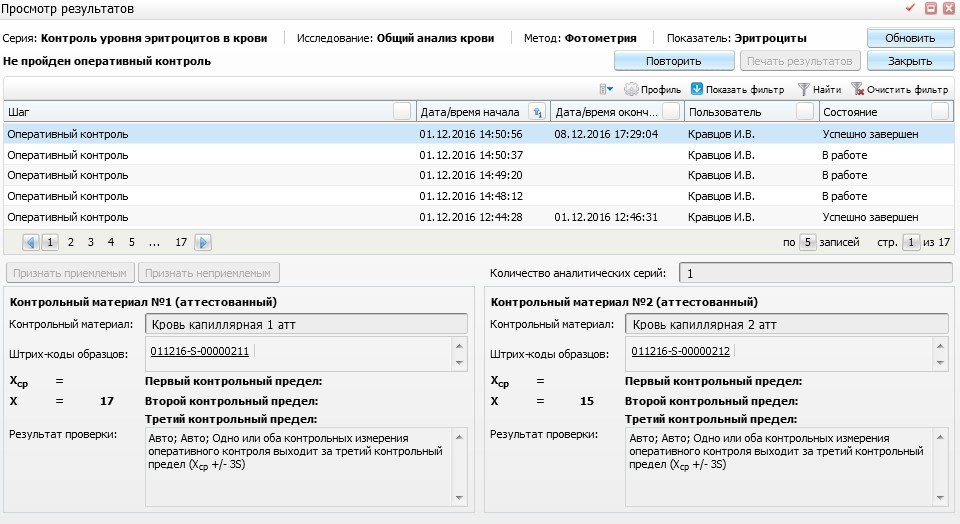 Просмотр результатов
Серия: Контроль уровня эритроцитов в крови Исследование: Общий анализ крови Метод: Фотометрия Показатель: Эритроциты Обновить
Не пройден оперативный контроль Повторить Печать результатов Закрыть
Профиль Показать фильтр Найти Очистить фильтр
Шаг Дата/время начала 1 Дата/время оконч... Пользователь Состояние
Оперативный контроль 01.12.2016 14:50:56 08.12.2016 17:29:04 Кравцов И.В. Успешно завершен
Оперативный контроль 01.12.2016 14:50:37 Кравцов И.В. В работе
Оперативный контроль 01.12.2016 14:49:20 Кравцов И.В. В работе
Оперативный контроль 01.12.2016 14:48:12 Кравцов И.В. В работе
Оперативный контроль 01.12.2016 12:44:28 01.12.2016 12:46:31 Кравцов И.В. Успешно завершен
1 2 3 4 5 ... 17 по 5 записей стр. 1 из 17
Признать приемлемым Признать неприемлемым Количество аналитических серий: 1
Контрольный материал №1 (аттестованный)
Контрольный материал: Кровь капиллярная 1 атт
Штрих-коды образцов: 011216-S-00000211
Xср = Первый контрольный предел:
X = 17 Второй контрольный предел:
Третий контрольный предел:
Результат проверки: Авто; Авто; Одно или оба контрольных измерения
оперативного контроля выходит за третий контрольный
предел (Xср +/- 3S)
Контрольный материал №2 (аттестованный)
Контрольный материал: Кровь капиллярная 2 атт
Штрих-коды образцов: 011216-S-00000212
Xср = Первый контрольный предел:
X = 15 Второй контрольный предел:
Третий контрольный предел:
Результат проверки: Авто; Авто; Одно или оба контрольных измерения
оперативного контроля выходит за третий контрольный
предел (Xср +/- 3S)